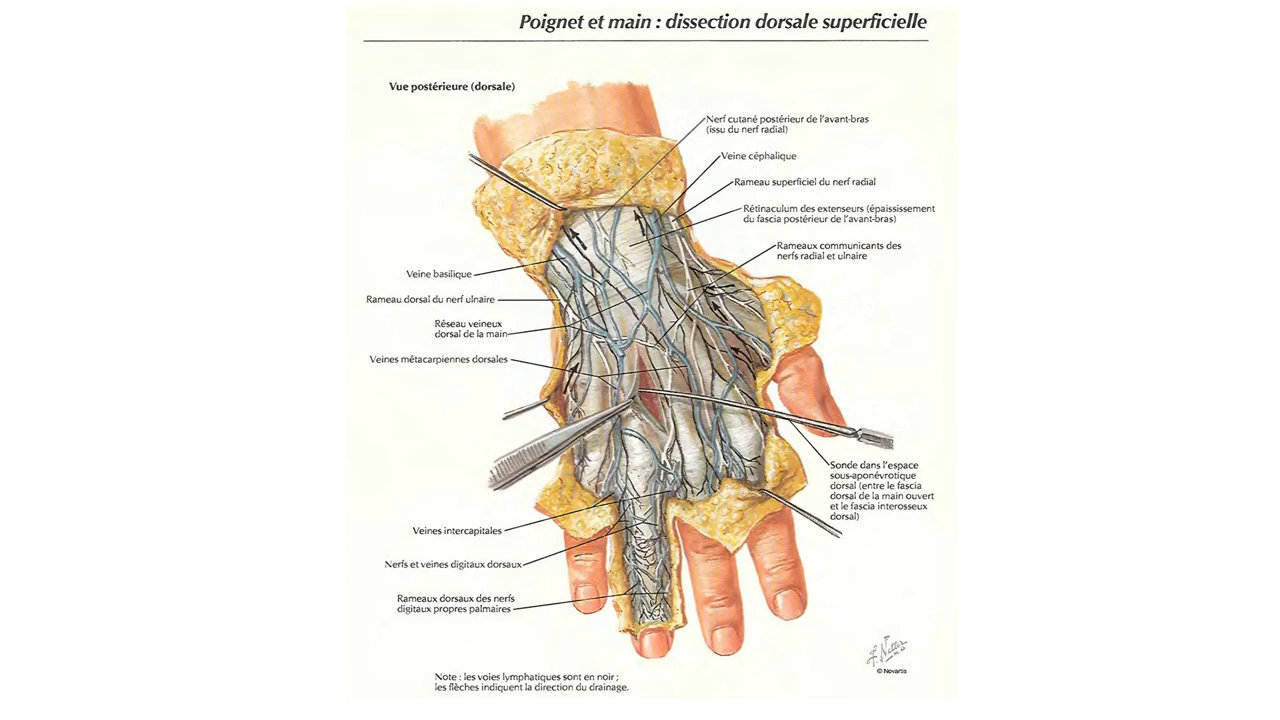 Poignet et main : dissection dorsale superficielle
Vue postérieure (dorsale)
Nerf cutané postérieur de l'avant-bras
(issu du nerf radial)
Veine céphalique
Rameau superficiel du nerf radial
Rétinaculum des extenseurs (épaississement
du fascia postérieur de l'avant-bras)
Rameaux communicants des
nerfs radial et ulnaire
Veine basilique
Rameau dorsal du nerf ulnaire
Réseau veineux
dorsal de la main
Veines métacarpiennes dorsales
Sonde dans l'espace
sous-aponévrotique
dorsal (entre le fascia
dorsal de la main ouvert
et le fascia interosseux
dorsal)
Veines intercapitales
Nerfs et veines digitaux dorsaux
Rameaux dorsaux des nerfs
digitaux propres palmaires
F. Netter
© Novartis
Note : les voies lymphatiques sont en noir ;
les flèches indiquent la direction du drainage.